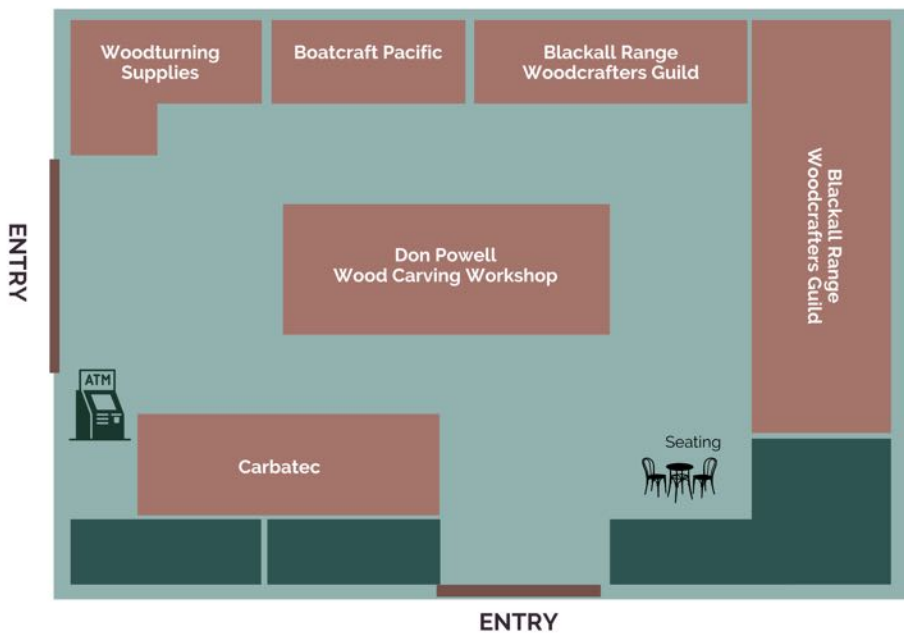 Woodturning
Supplies
Boatcraft Pacific
Blackall Range
Woodcrafters Guild
Blackall Range
Woodcrafters Guild
ENTRY
Don Powell
Wood Carving Workshop
ATM
Carbatec
Seating
ENTRY